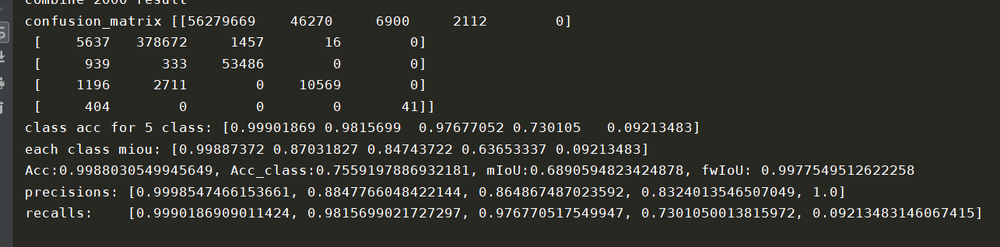 combine 2000 result
confusion_matrix [[56279669    46270     6900     2112        0]
 [    5637   378672     1457       16        0]
 [     939      333    53486        0        0]
 [    1196     2711        0    10569        0]
 [     404        0        0        0       41]]
class acc for 5 class: [0.99901869 0.9815699  0.97677052 0.730105   0.09213483]
each class miou: [0.99887372 0.87031827 0.84743722 0.63653337 0.09213483]
Acc:0.9988030549945649, Acc_class:0.7559197886932181, mIoU:0.6890594823424878, fwIoU: 0.9977549512622258
precisions: [0.9998547466153661, 0.8847766048422144, 0.864867487023592, 0.8324013546507049, 1.0]
recalls:    [0.9990186909011424, 0.9815699021727297, 0.976770517549947, 0.7301050013815972, 0.09213483146067415]